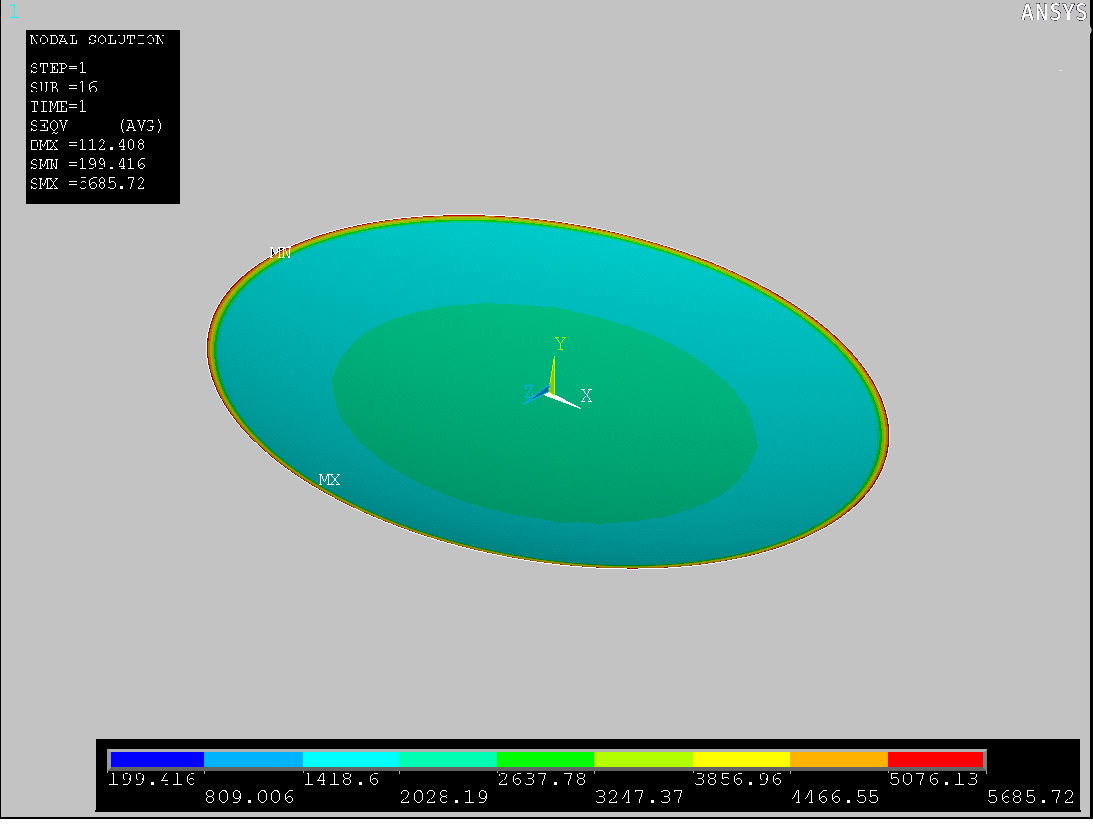 1
ANSYS
NODAL SOLUTION
STEP=1
SUB =16
TIME=1
SEQV (AVG)
DMX =112.408
SMN =199.416
SMX =5685.72
MN
Y
Z
X
MX
199.416 1418.6 2637.78 3856.96 5076.13
809.006 2028.19 3247.37 4466.55 5685.72